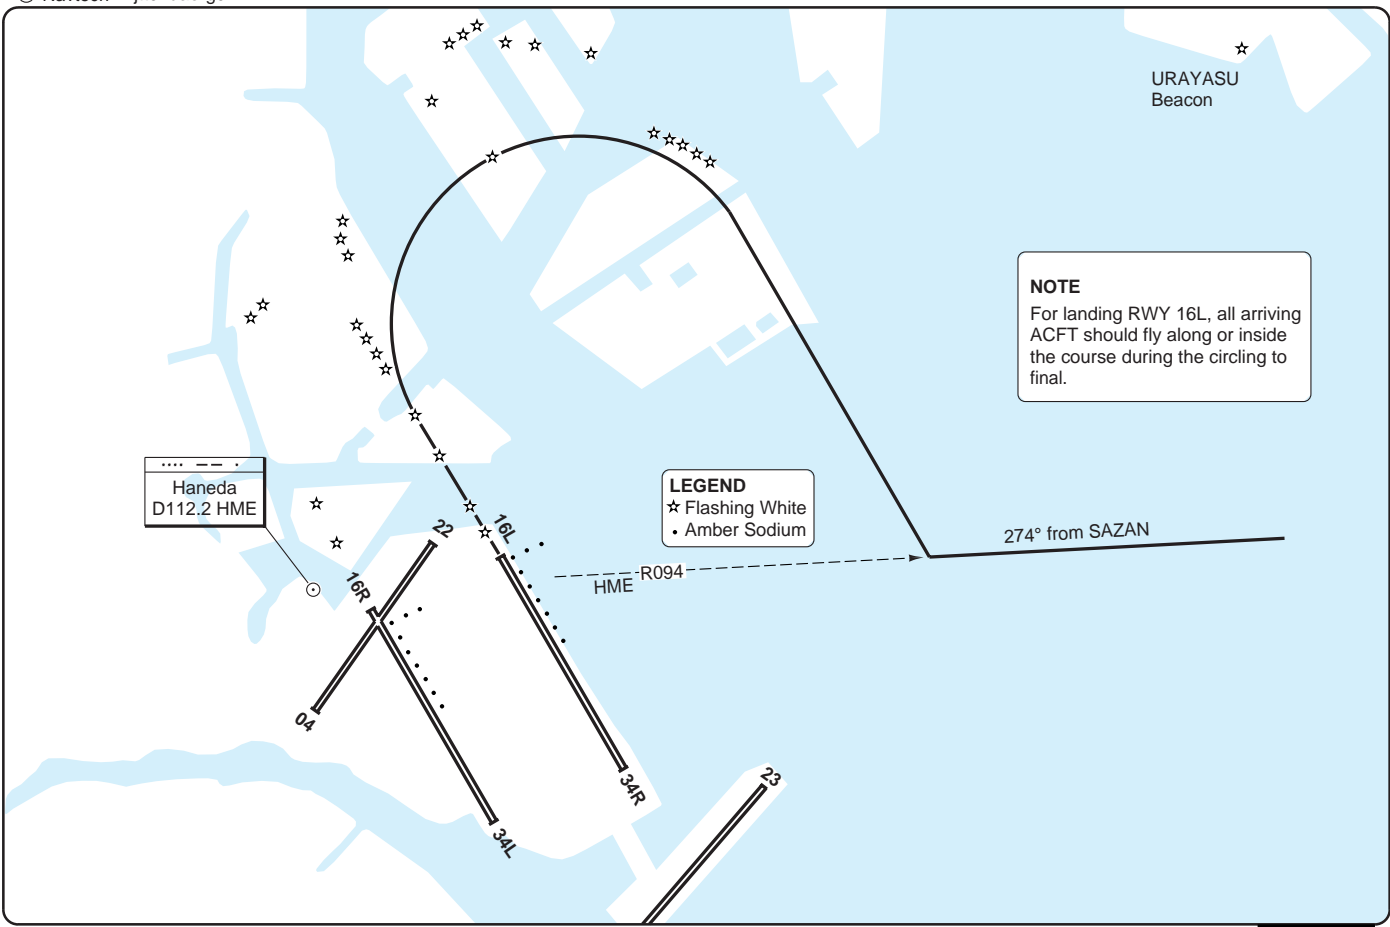 URAYASU
Beacon
NOTE
For landing RWY 16L, all arriving
ACFT should fly along or inside
the course during the circling to
final.
Haneda
D112.2 HME
LEGEND
Flashing White
Amber Sodium
274° from SAZAN
HME R094
22
16L
16R
04
34R
34L
23